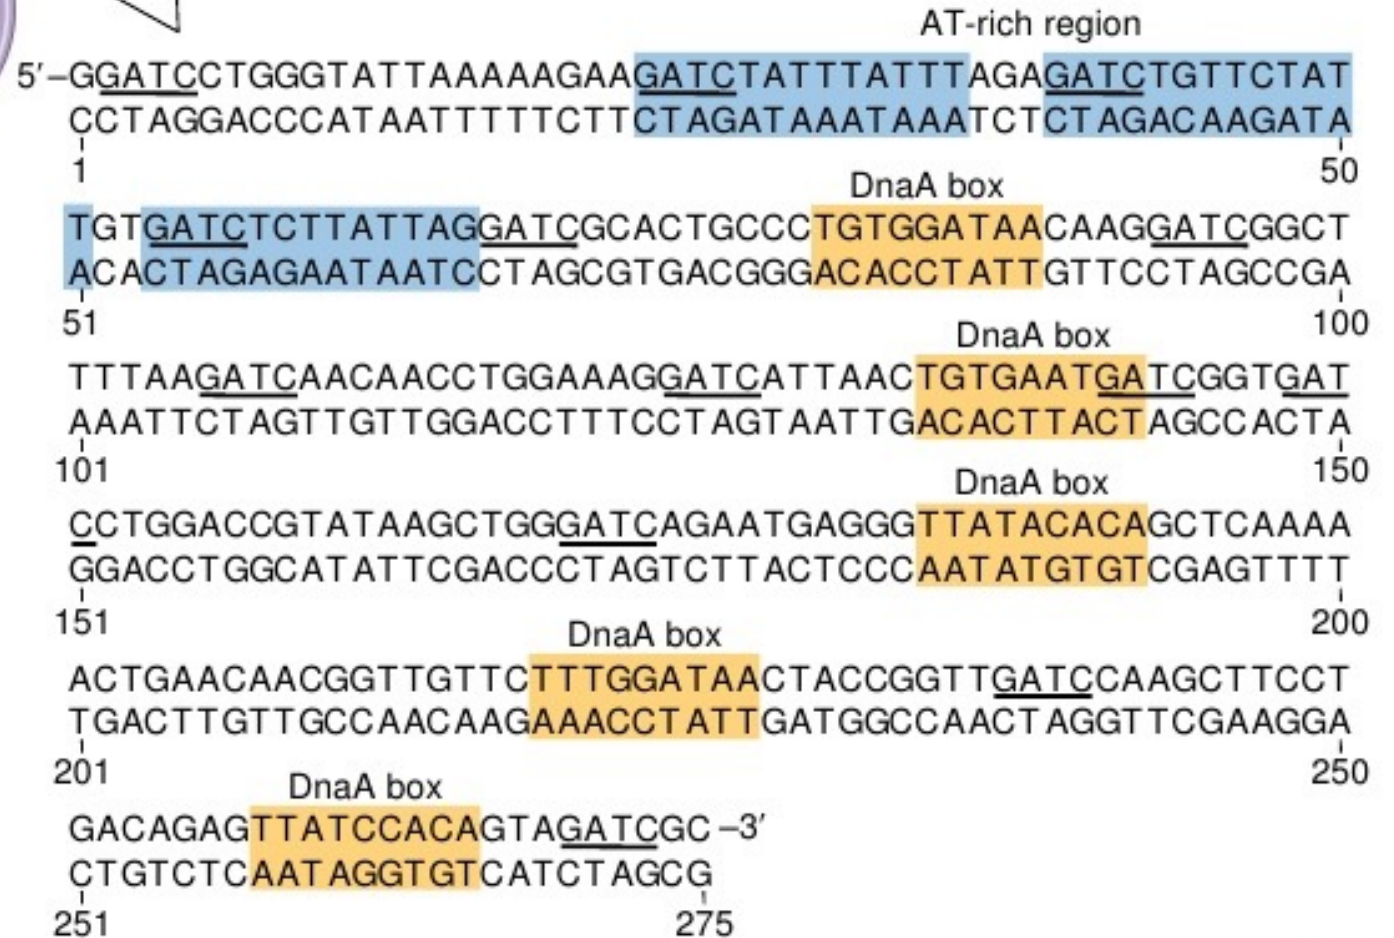 AT-rich region
5′–GGATCCTGGGTATTAAAAAGAAGATCTATTTATTTAGAGATCTGTTCTAT
CCTAGGACCCATAATTTTTCTTCTAGATAAATAAATCTCTAGACAAGATA
1 50
DnaA box
TGTGATCTCTTATTAGGATCGCACTGCCCTGTGGATAACAAGGATCGGCT
ACACTAGAGAATAATCCTAGCGTGACGGGACACCTATTGTTCCTAGCCGA
51 100
DnaA box
TTTAAGATCAACAACCTGGAAAGGATCATTAACTGTGAATGATCGGTGAT
AAATTCTAGTTGTTGGACCTTTCCTAGTAATTGACACTTACTAGCCACTA
101 150
DnaA box
CCTGGACCGTATAAGCTGGGATCAGAATGAGGGTTATACACAGCTCAAAA
GGACCTGGCATATTCGACCCTAGTCTTACTCCCAATATGTGTCGAGTTTT
151 200
DnaA box
ACTGAACAACGGTTGTTCTTTGGATAACTACCGGTTGATCCAAGCTTCCT
TGACTTGTTGCCAACAAGAAACCTATTGATGGCCAACTAGGTTCGAAGGA
201 250
DnaA box
GACAGAGTTATCCACAGTAGATCGC –3′
CTGTCTCAATAGGTGTCATCTAGCG
251 275